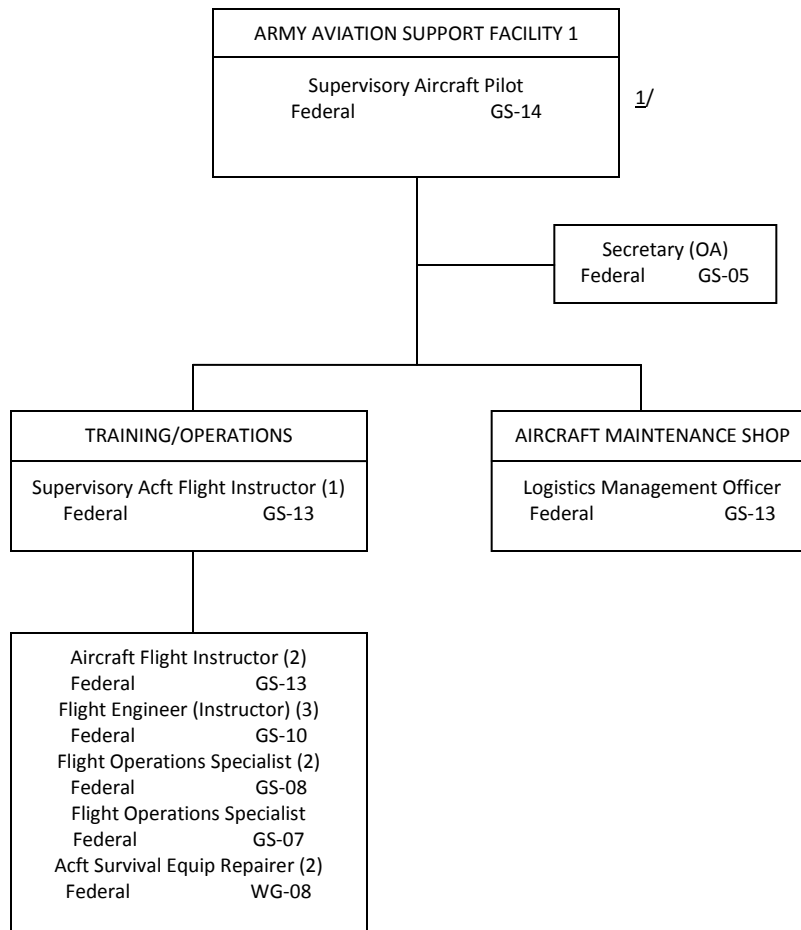 ARMY AVIATION SUPPORT FACILITY 1
Supervisory Aircraft Pilot
Federal GS-14
1/
Secretary (OA)
Federal GS-05
TRAINING/OPERATIONS
Supervisory Acft Flight Instructor (1)
Federal GS-13
AIRCRAFT MAINTENANCE SHOP
Logistics Management Officer
Federal GS-13
Aircraft Flight Instructor (2)
Federal GS-13
Flight Engineer (Instructor) (3)
Federal GS-10
Flight Operations Specialist (2)
Federal GS-08
Flight Operations Specialist
Federal GS-07
Acft Survival Equip Repairer (2)
Federal WG-08